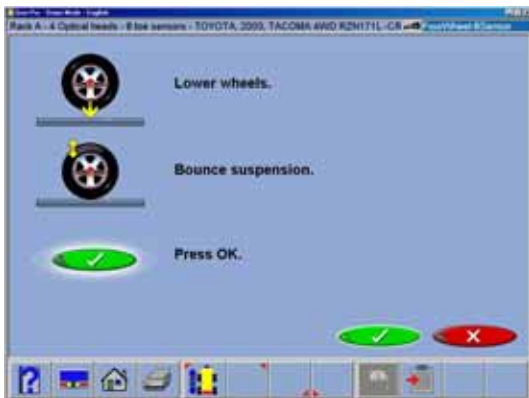 Rack A - 4 Optical heads - 8 toe sensors - TOYOTA, 2000, TACOMA 4WD RZN171L-CR
Lower wheels.
Bounce suspension.
Press OK.
?